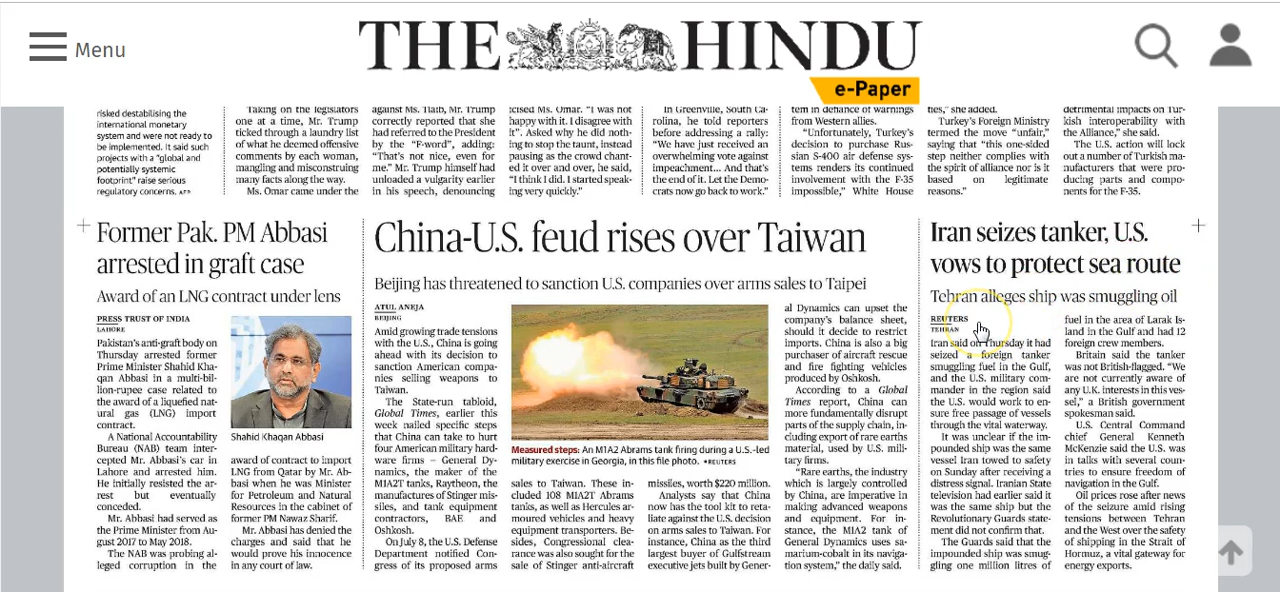 Menu
THE HINDU
e-Paper
risked destabilising the
international monetary
system and were not ready to
be implemented. It said such
projects with a "global and
potentially systemic
footprint" raise serious
regulatory concerns. AFP
Taking on the legislators
one at a time, Mr. Trump
ticked through a laundry list
of what he deemed offensive
comments by each woman,
mangling and misconstruing
many facts along the way.
Ms. Omar came under the
against Ms. Tlaib, Mr. Trump
correctly reported that she
had referred to the President
by the "F-word", adding:
"That's not nice, even for
me." Mr. Trump himself had
unloaded a vulgarity earlier
in his speech, denouncing
icised Ms. Omar. "I was not
happy with it. I disagree with
it". Asked why he did noth-
ing to stop the taunt, instead
pausing as the crowd chant-
ed it over and over, he said,
"I think I did. I started speak-
ing very quickly."
In Greenville, South Ca-
rolina, he told reporters
before addressing a rally:
"We have just received an
overwhelming vote against
impeachment... And that's
the end of it. Let the Demo-
crats now go back to work."
tem in defiance of warnings
from Western allies.
"Unfortunately, Turkey's
decision to purchase Rus-
sian S-400 air defense sys-
tems renders its continued
involvement with the F-35
impossible," White House
ties," she added.
Turkey's Foreign Ministry
termed the move "unfair,"
saying that "this one-sided
step neither complies with
the spirit of alliance nor is it
based on legitimate
reasons."
detrimental impacts on Tur-
kish interoperability with
the Alliance," she said.
The U.S. action will lock
out a number of Turkish ma-
nufacturers that were pro-
ducing parts and compo-
nents for the F-35.
Former Pak. PM Abbasi
arrested in graft case
Award of an LNG contract under lens
PRESS TRUST OF INDIA
LAHORE
Pakistan's anti-graft body on
Thursday arrested former
Prime Minister Shahid Kha-
qan Abbasi in a multi-bil-
lion-rupee case related to
the award of a liquefied nat-
ural gas (LNG) import
contract.
A National Accountability
Bureau (NAB) team inter-
cepted Mr. Abbasi's car in
Lahore and arrested him.
He initially resisted the ar-
rest but eventually
conceded.
Mr. Abbasi had served as
the Prime Minister from Au-
gust 2017 to May 2018.
The NAB was probing al-
leged corruption in the
Shahid Khaqan Abbasi
award of contract to import
LNG from Qatar by Mr. Ab-
basi when he was Minister
for Petroleum and Natural
Resources in the cabinet of
former PM Nawaz Sharif.
Mr. Abbasi has denied the
charges and said that he
would prove his innocence
in any court of law.
China-U.S. feud rises over Taiwan
Beijing has threatened to sanction U.S. companies over arms sales to Taipei
ATUL ANEJA
BEIJING
Amid growing trade tensions
with the U.S., China is going
ahead with its decision to
sanction American compa-
nies selling weapons to
Taiwan.
The State-run tabloid,
Global Times, earlier this
week nailed specific steps
that China can take to hurt
four American military hard-
ware firms – General Dy-
namics, the maker of the
M1A2T tanks, Raytheon, the
manufactures of Stinger mis-
siles, and tank equipment
contractors, BAE and
Oshkosh.
On July 8, the U.S. Defense
Department notified Con-
gress of its proposed arms
Measured steps: An M1A2 Abrams tank firing during a U.S.-led
military exercise in Georgia, in this file photo. •REUTERS
sales to Taiwan. These in-
cluded 108 M1A2T Abrams
tanks, as well as Hercules ar-
moured vehicles and heavy
equipment transporters. Be-
sides, Congressional clea-
rance was also sought for the
sale of Stinger anti-aircraft
missiles, worth $220 million.
Analysts say that China
now has the tool kit to reta-
liate against the U.S. decision
on arms sales to Taiwan. For
instance, China as the third
largest buyer of Gulfstream
executive jets built by Gener-
al Dynamics can upset the
company's balance sheet,
should it decide to restrict
imports. China is also a big
purchaser of aircraft rescue
and fire fighting vehicles
produced by Oshkosh.
According to a Global
Times report, China can
more fundamentally disrupt
parts of the supply chain, in-
cluding export of rare earths
material, used by U.S. mili-
tary firms.
"Rare earths, the industry
which is largely controlled
by China, are imperative in
making advanced weapons
and equipment. For in-
stance, the M1A2 tank of
General Dynamics uses sa-
marium-cobalt in its naviga-
tion system," the daily said.
Iran seizes tanker, U.S.
vows to protect sea route
Tehran alleges ship was smuggling oil
REUTERS
TEHRAN
Iran said on Thursday it had
seized a foreign tanker
smuggling fuel in the Gulf,
and the U.S. military com-
mander in the region said
the U.S. would work to en-
sure free passage of vessels
through the vital waterway.
It was unclear if the im-
pounded ship was the same
vessel Iran towed to safety
on Sunday after receiving a
distress signal. Iranian State
television had earlier said it
was the same ship but the
Revolutionary Guards state-
ment did not confirm that.
The Guards said that the
impounded ship was smug-
gling one million litres of
fuel in the area of Larak Is-
land in the Gulf and had 12
foreign crew members.
Britain said the tanker
was not British-flagged. "We
are not currently aware of
any U.K. interests in this ves-
sel," a British government
spokesman said.
U.S. Central Command
chief General Kenneth
McKenzie said the U.S. was
in talks with several coun-
tries to ensure freedom of
navigation in the Gulf.
Oil prices rose after news
of the seizure amid rising
tensions between Tehran
and the West over the safety
of shipping in the Strait of
Hormuz, a vital gateway for
energy exports.